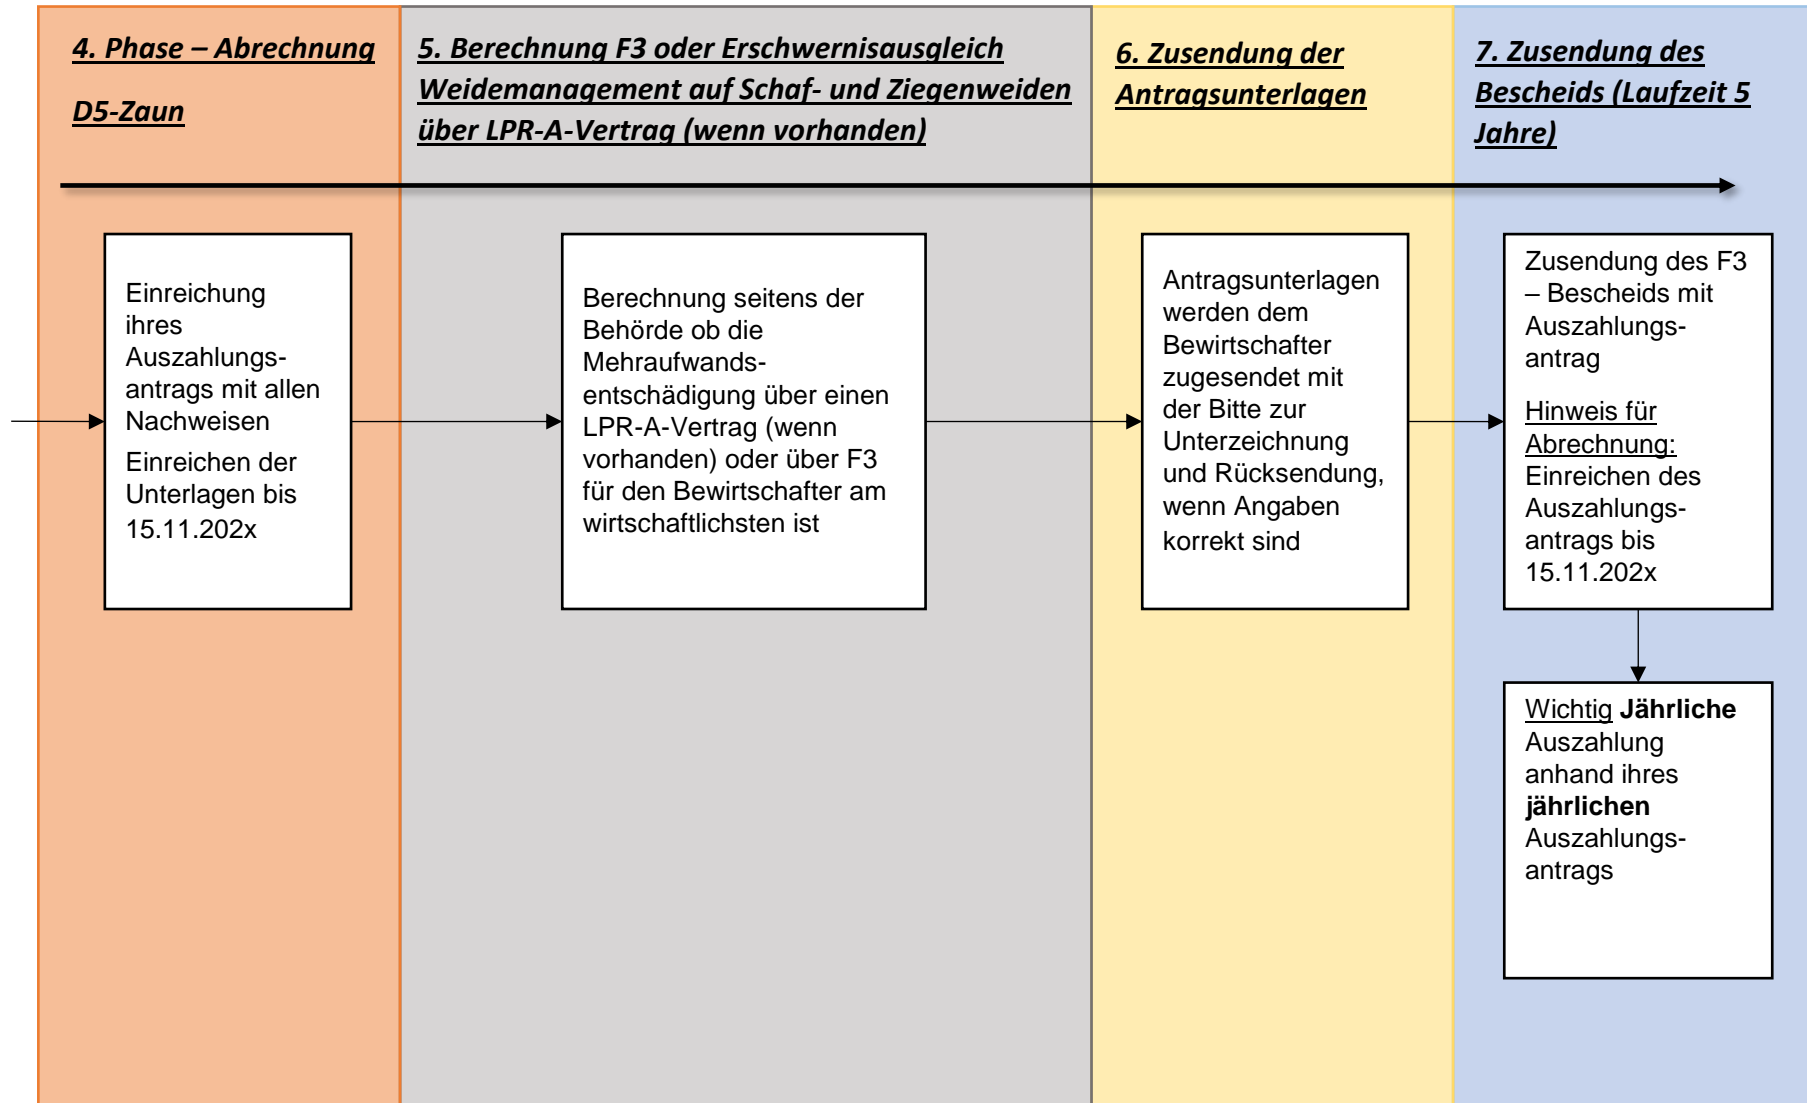 4. Phase – Abrechnung
D5-Zaun
5. Berechnung F3 oder Erschwernisausgleich
Weidemanagement auf Schaf- und Ziegenweiden
über LPR-A-Vertrag (wenn vorhanden)
6. Zusendung der
Antragsunterlagen
7. Zusendung des
Bescheids (Laufzeit 5
Jahre)
Einreichung
ihres
Auszahlungs-
antrags mit allen
Nachweisen
Einreichen der
Unterlagen bis
15.11.202x
Berechnung seitens der
Behörde ob die
Mehraufwands-
entschädigung über einen
LPR-A-Vertrag (wenn
vorhanden) oder über F3
für den Bewirtschafter am
wirtschaftlichsten ist
Antragsunterlagen
werden dem
Bewirtschafter
zugesendet mit
der Bitte zur
Unterzeichnung
und Rücksendung,
wenn Angaben
korrekt sind
Zusendung des F3
– Bescheids mit
Auszahlungs-
antrag
Hinweis für
Abrechnung:
Einreichen des
Auszahlungs-
antrags bis
15.11.202x
Wichtig Jährliche
Auszahlung
anhand ihres
jährlichen
Auszahlungs-
antrags